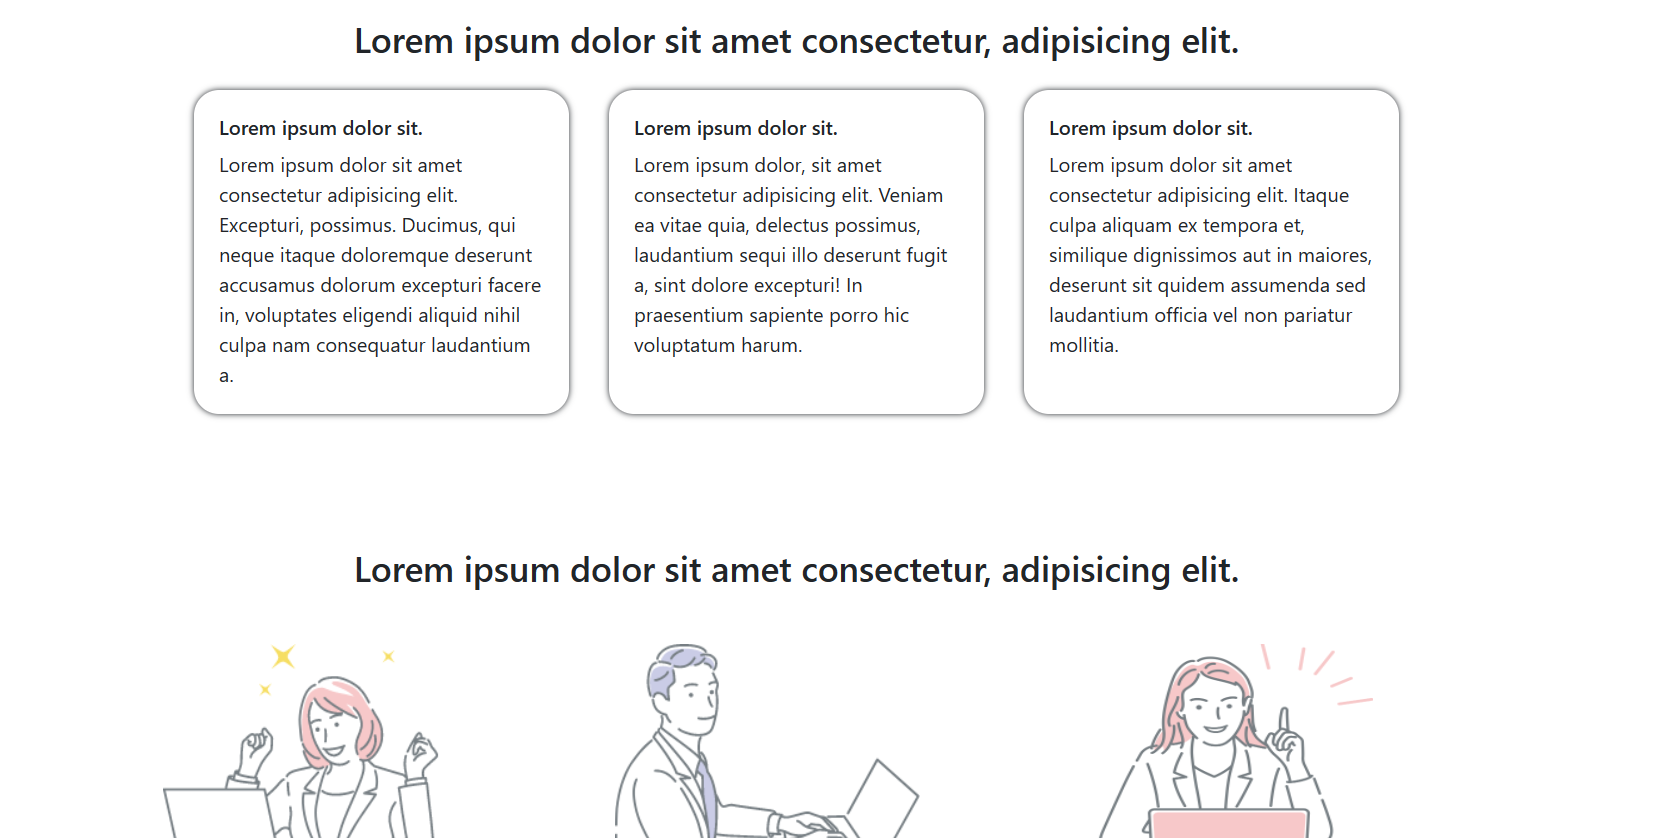 Lorem ipsum dolor sit amet consectetur, adipisicing elit.
Lorem ipsum dolor sit.
Lorem ipsum dolor sit amet
consectetur adipisicing elit.
Excepturi, possimus. Ducimus, qui
neque itaque doloremque deserunt
accusamus dolorum excepturi facere
in, voluptates eligendi aliquid nihil
culpa nam consequatur laudantium
a.
Lorem ipsum dolor sit.
Lorem ipsum dolor, sit amet
consectetur adipisicing elit. Veniam
ea vitae quia, delectus possimus,
laudantium sequi illo deserunt fugit
a, sint dolore excepturi! In
praesentium sapiente porro hic
voluptatum harum.
Lorem ipsum dolor sit.
Lorem ipsum dolor sit amet
consectetur adipisicing elit. Itaque
culpa aliquam ex tempora et,
similique dignissimos aut in maiores,
deserunt sit quidem assumenda sed
laudantium officia vel non pariatur
mollitia.
Lorem ipsum dolor sit amet consectetur, adipisicing elit.